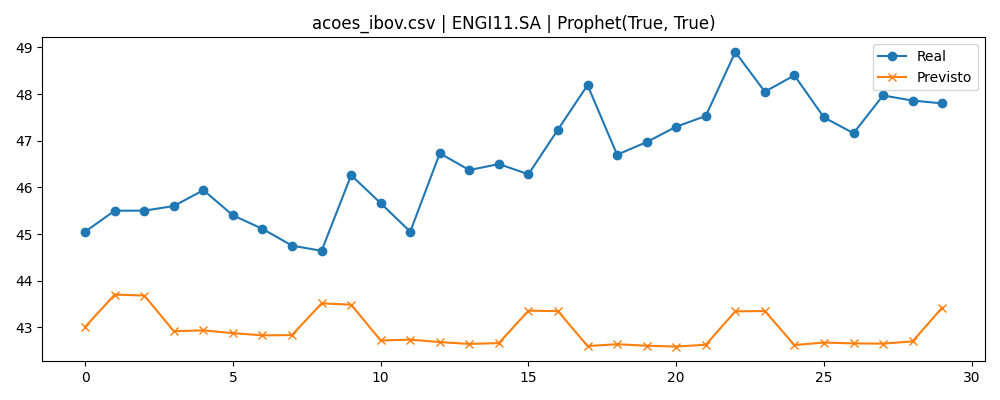 acoes_ibov.csv | ENGI11.SA | Prophet(True, True)
Real
Previsto
49
48
47
46
45
44
43
0 5 10 15 20 25 30